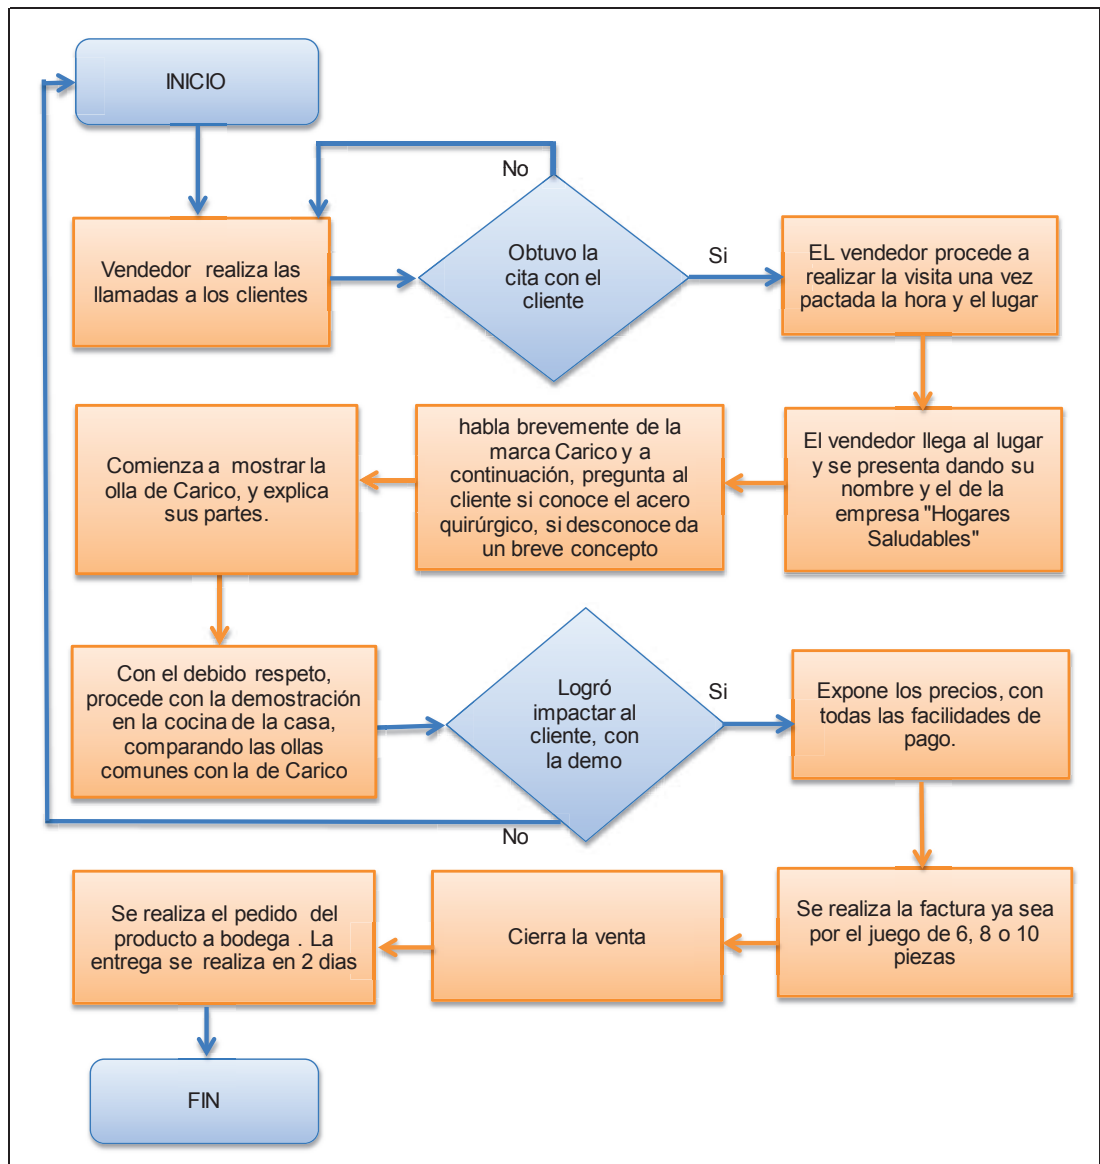 INICIO
No
Vendedor realiza las
llamadas a los clientes
Obtuvo la
cita con el
cliente
Si
EL vendedor procede a
realizar la visita una vez
pactada la hora y el lugar
El vendedor llega al lugar
y se presenta dando su
nombre y el de la
empresa "Hogares
Saludables"
habla brevemente de la
marca Carico y a
continuación, pregunta al
cliente si conoce el acero
quirúrgico, si desconoce da
un breve concepto
Comienza a mostrar la
olla de Carico, y explica
sus partes.
Con el debido respeto,
procede con la demostración
en la cocina de la casa,
comparando las ollas
comunes con la de Carico
Logró
impactar al
cliente, con
la demo
Si
No
Expone los precios, con
todas las facilidades de
pago.
Se realiza la factura ya sea
por el juego de 6, 8 o 10
piezas
Cierra la venta
Se realiza el pedido del
producto a bodega . La
entrega se realiza en 2 dias
FIN